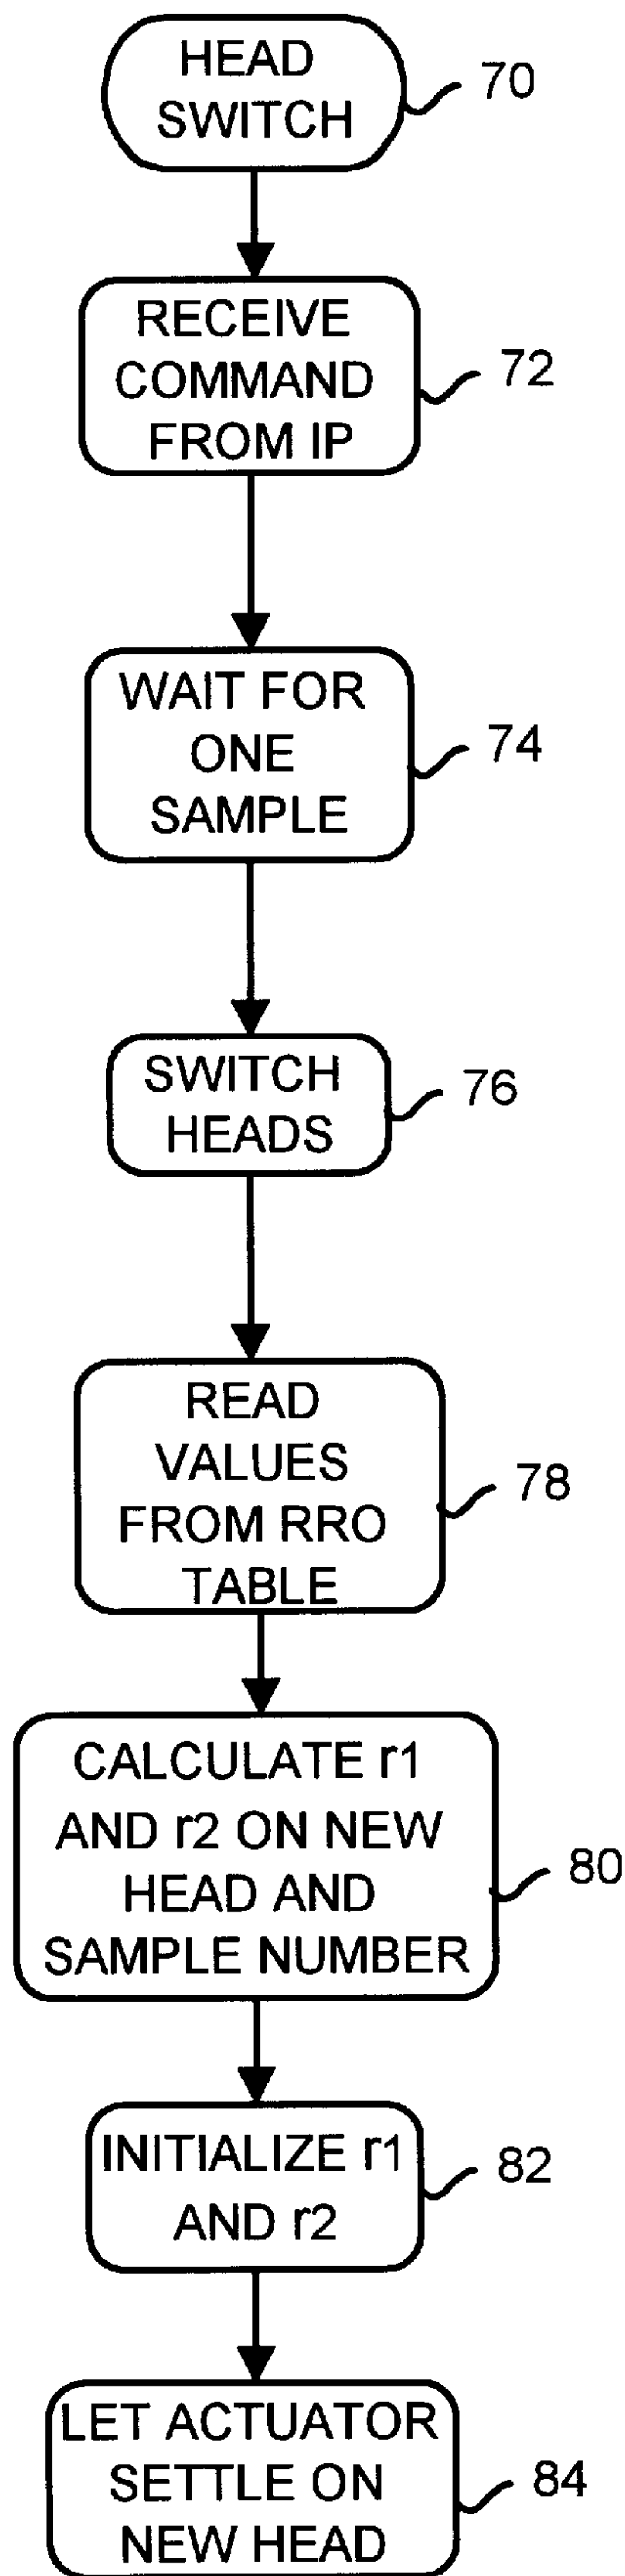 HEAD
SWITCH
70
RECEIVE
COMMAND
FROM IP
72
WAIT FOR
ONE
SAMPLE
74
SWITCH
HEADS
76
READ
VALUES
FROM RRO
TABLE
78
CALCULATE r1
AND r2 ON NEW
HEAD AND
SAMPLE NUMBER
80
INITIALIZE r1
AND r2
82
LET ACTUATOR
SETTLE ON
NEW HEAD
84